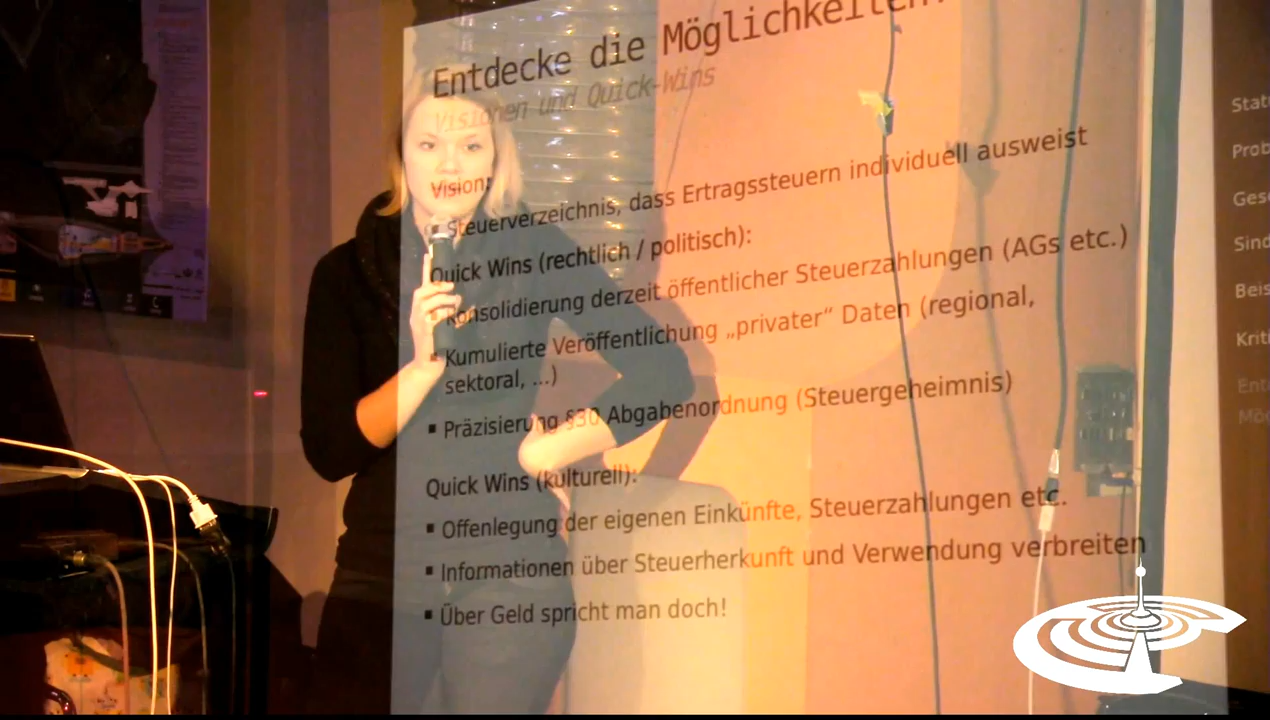 Entdecke die Möglichkeiten!
Visionen und Quick-Wins
Vision:
▪ Steuerverzeichnis, dass Ertragssteuern individuell ausweist
Quick Wins (rechtlich / politisch):
▪ Konsolidierung derzeit öffentlicher Steuerzahlungen (AGs etc.)
▪ Kumulierte Veröffentlichung „privater“ Daten (regional,
sektoral, ...)
▪ Präzisierung §30 Abgabenordnung (Steuergeheimnis)
Quick Wins (kulturell):
▪ Offenlegung der eigenen Einkünfte, Steuerzahlungen etc.
▪ Informationen über Steuerherkunft und Verwendung verbreiten
▪ Über Geld spricht man doch!